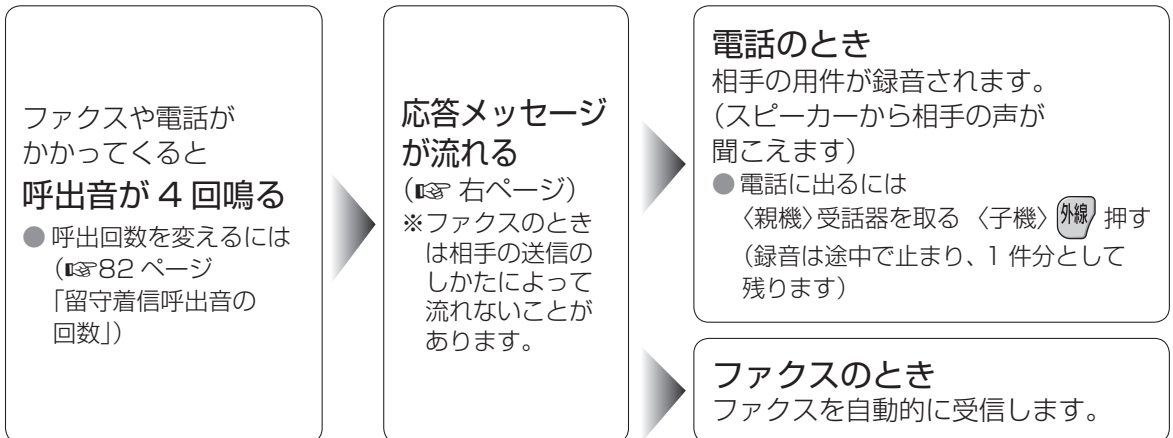 ファクスや電話が
かかってくると
呼出音が 4 回鳴る
● 呼出回数を変えるには
（☞82 ページ
「留守着信呼出音の
回数」）
応答メッセージ
が流れる
（☞ 右ページ）
※ファクスのとき
は相手の送信の
しかたによって
流れないことが
あります。
電話のとき
相手の用件が録音されます。
（スピーカーから相手の声が
聞こえます）
● 電話に出るには
〈親機〉受話器を取る 〈子機〉 外線 押す
（録音は途中で止まり、1 件分として
残ります）
ファクスのとき
ファクスを自動的に受信します。